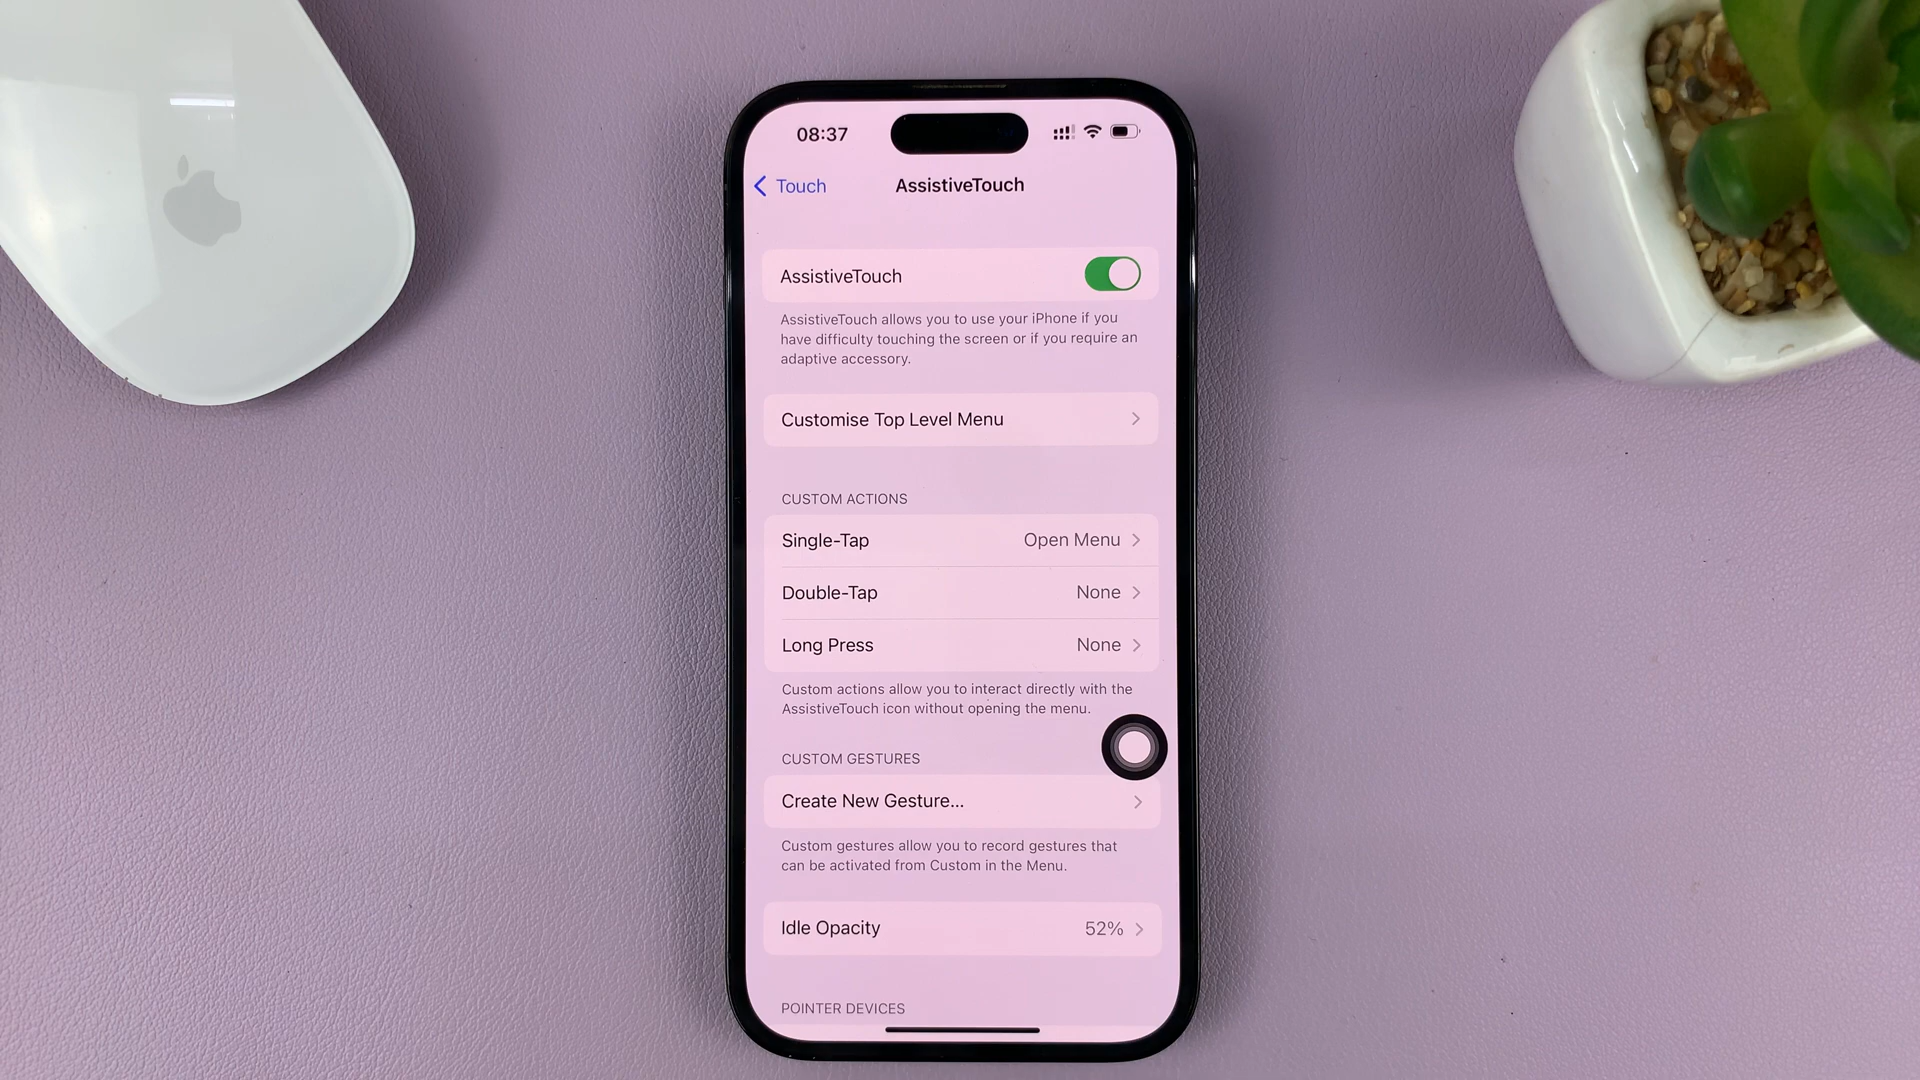 08:37
Touch
AssistiveTouch
AssistiveTouch
AssistiveTouch allows you to use your iPhone if you
have difficulty touching the screen or if you require an
adaptive accessory.
Customise Top Level Menu
CUSTOM ACTIONS
Single-Tap Open Menu
Double-Tap None
Long Press None
Custom actions allow you to interact directly with the
AssistiveTouch icon without opening the menu.
CUSTOM GESTURES
Create New Gesture...
Custom gestures allow you to record gestures that
can be activated from Custom in the Menu.
Idle Opacity 52%
POINTER DEVICES